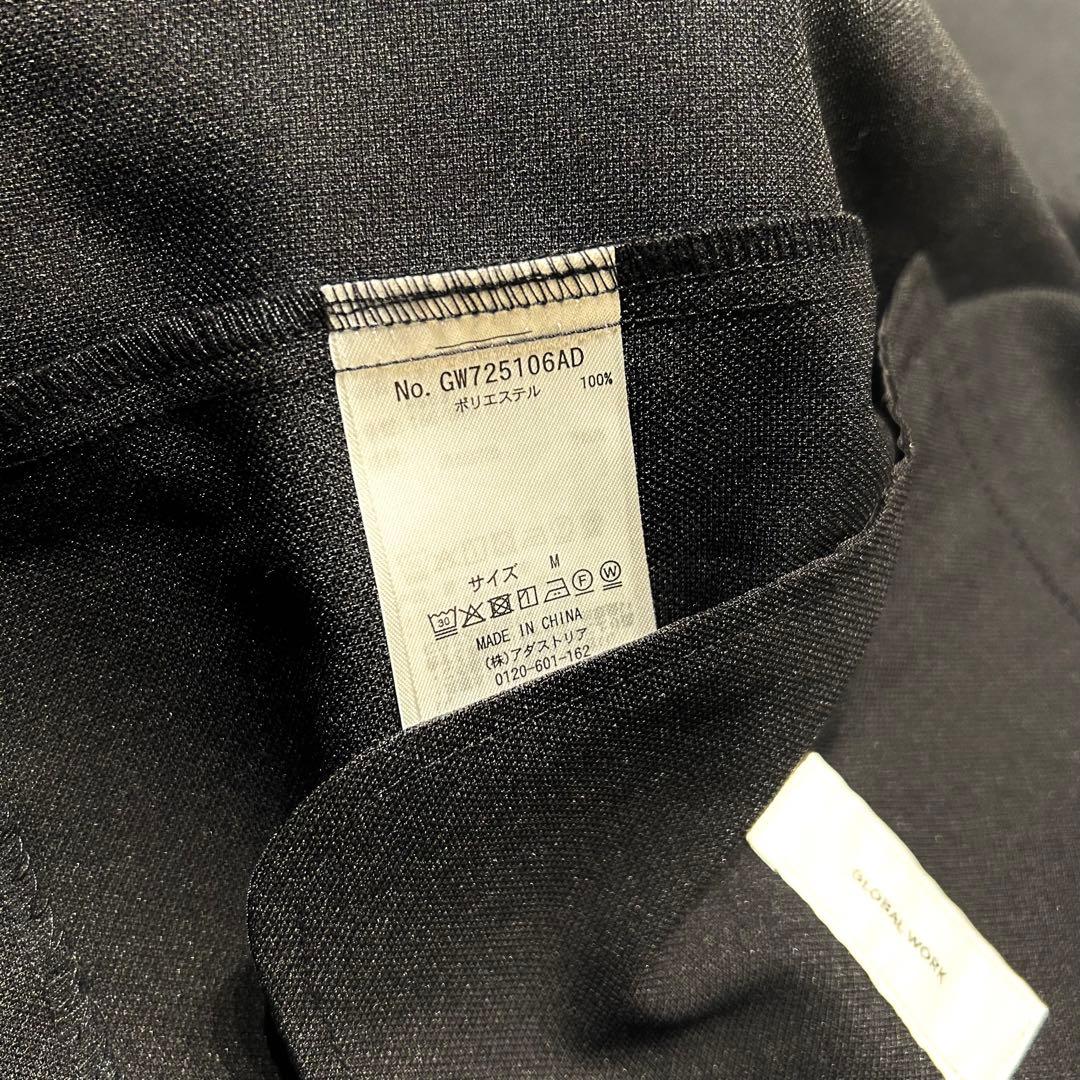 No. GW725106AD
ポリエステル 100%
サイズ M
30 F W
MADE IN CHINA
(株)アダストリア
0120-601-162
GLOBAL WORK